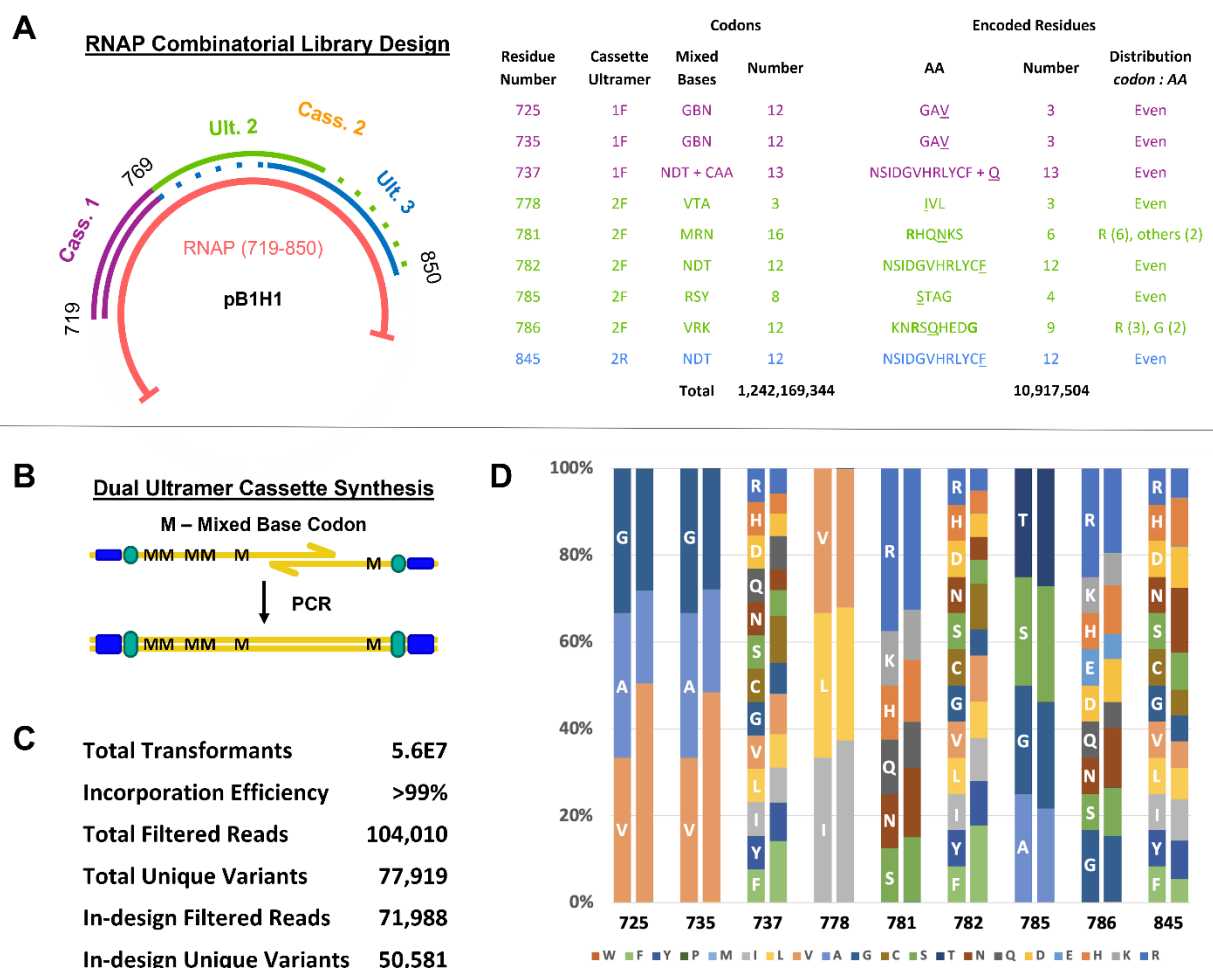 A
RNAP Combinatorial Library Design
Cass. 1
769
Ult. 2
Cass. 2
Ult. 3
RNAP (719-850)
pB1H1
719
850
Codons Encoded Residues
Residue Number Cassette Ultramer Mixed Bases Number AA Number Distribution codon : AA
725 1F GBN 12 GAV 3 Even
735 1F GBN 12 GAV 3 Even
737 1F NDT + CAA 13 NSIDGVHRLYCF + Q 13 Even
778 2F VTA 3 IVL 3 Even
781 2F MRN 16 RHQNKS 6 R (6), others (2)
782 2F NDT 12 NSIDGVHRLYCF 12 Even
785 2F RSY 8 STAG 4 Even
786 2F VRK 12 KNRSQHEDG 9 R (3), G (2)
845 2R NDT 12 NSIDGVHRLYCF 12 Even
Total 1,242,169,344 10,917,504
B
Dual Ultramer Cassette Synthesis
M – Mixed Base Codon
MM MM M M
PCR
MM MM M M
C
Total Transformants 5.6E7
Incorporation Efficiency >99%
Total Filtered Reads 104,010
Total Unique Variants 77,919
In-design Filtered Reads 71,988
In-design Unique Variants 50,581
D
100%
80%
60%
40%
20%
0%
G A V
G A V
R H D Q N S C G V L I Y F
V L I
R K H Q N S
R H D N S C G V L I Y F
T S G A
R K H E D Q N S G
R H D N S C G V L I Y F
725 735 737 778 781 782 785 786 845
W F Y P M I L V A G C S T N Q D E H K R